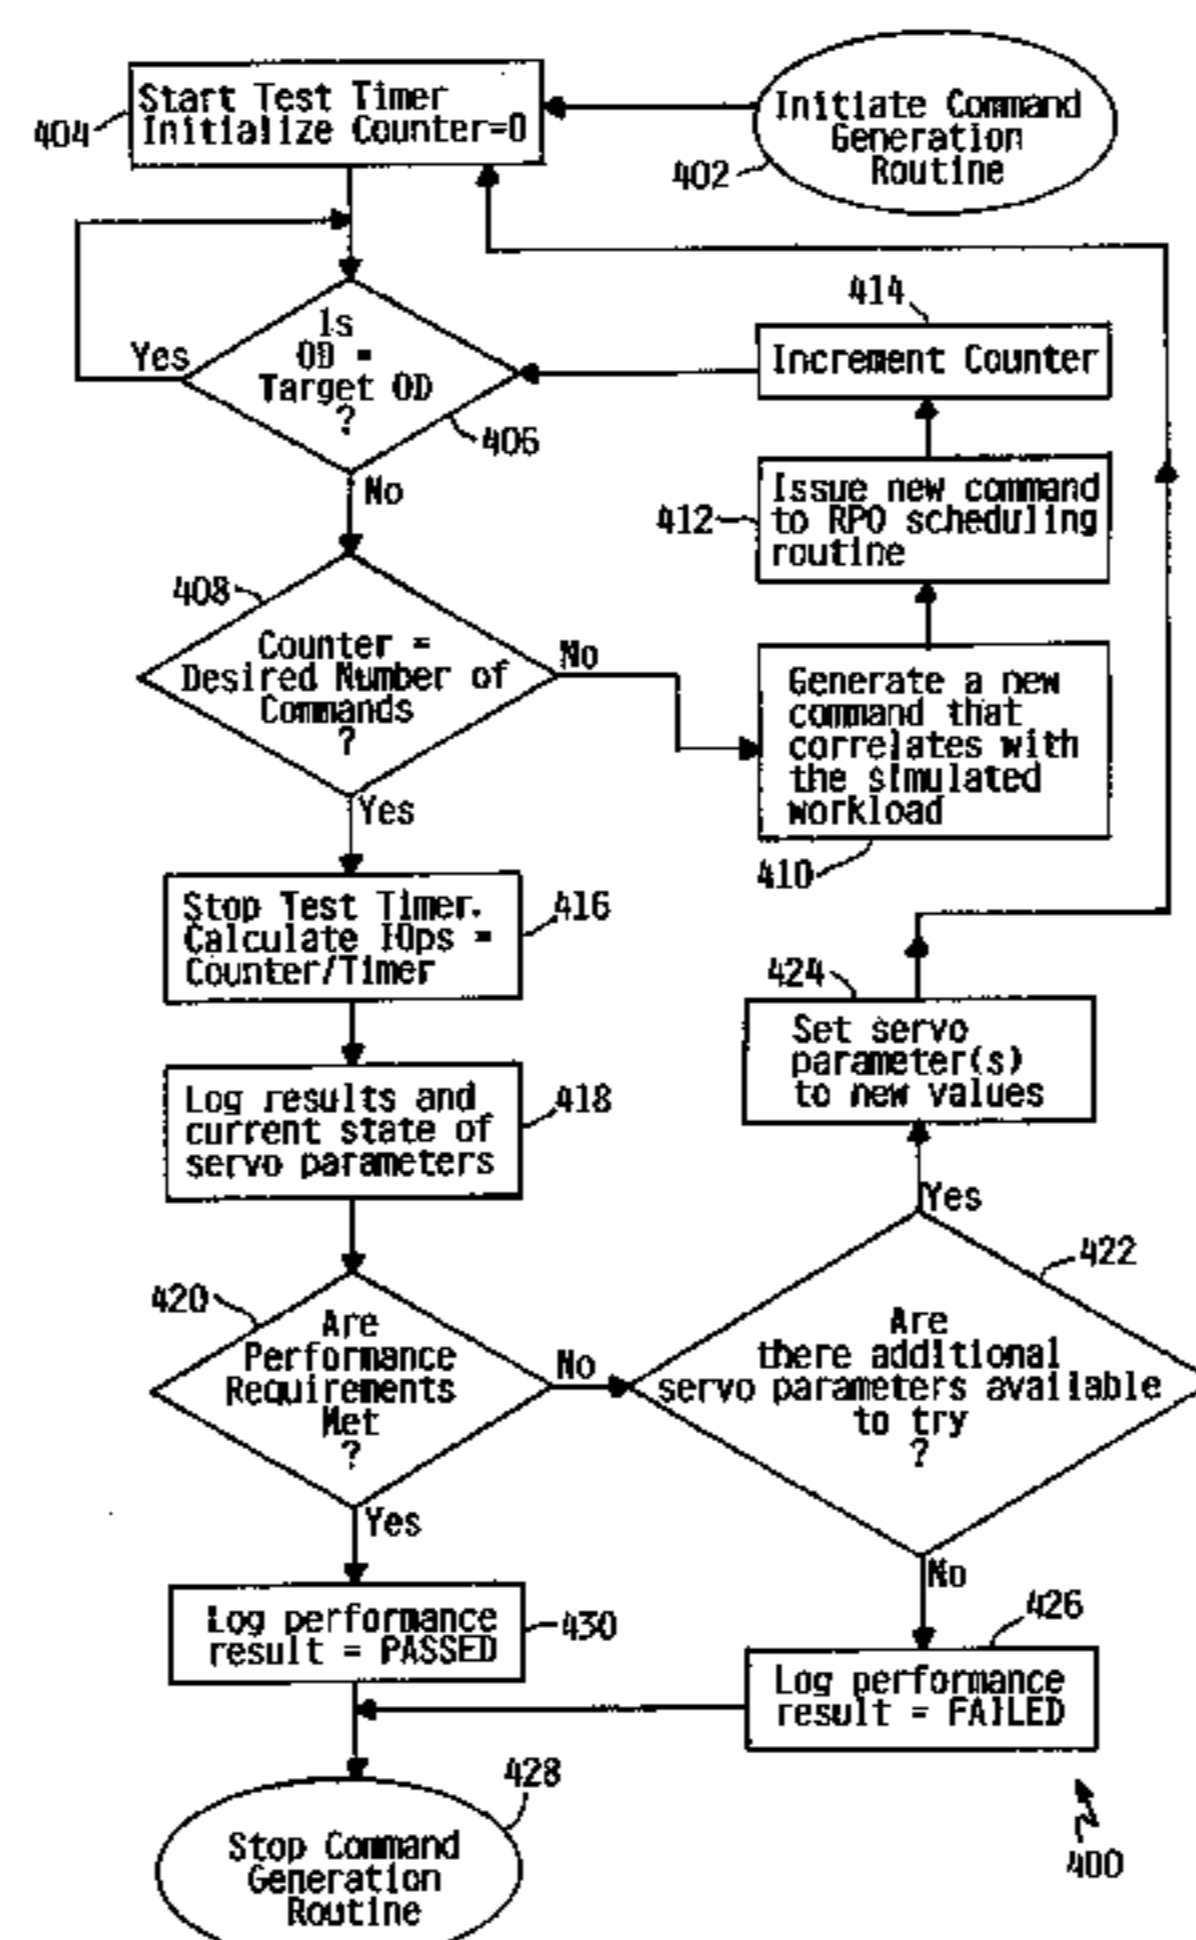 Start Test Timer
Initialize Counter=0
404
Initiate Command
Generation
Routine
402
Is
QD =
Target QD
?
Yes
406
No
414
Increment Counter
Issue new command
to RPO scheduling
routine
412
408
Counter =
Desired Number of
Commands
?
No
Yes
Generate a new
command that
correlates with
the simulated
workload
410
Stop Test Timer.
Calculate IOps =
Counter/Timer
416
424
Set servo
parameter(s)
to new values
Log results and
current state of
servo parameters
418
420
Are
Performance
Requirements
Met
?
No
Yes
Yes
422
Are
there additional
servo parameters available
to try
?
No
Log performance
result = PASSED
430
426
Log performance
result = FAILED
428
Stop Command
Generation
Routine
400